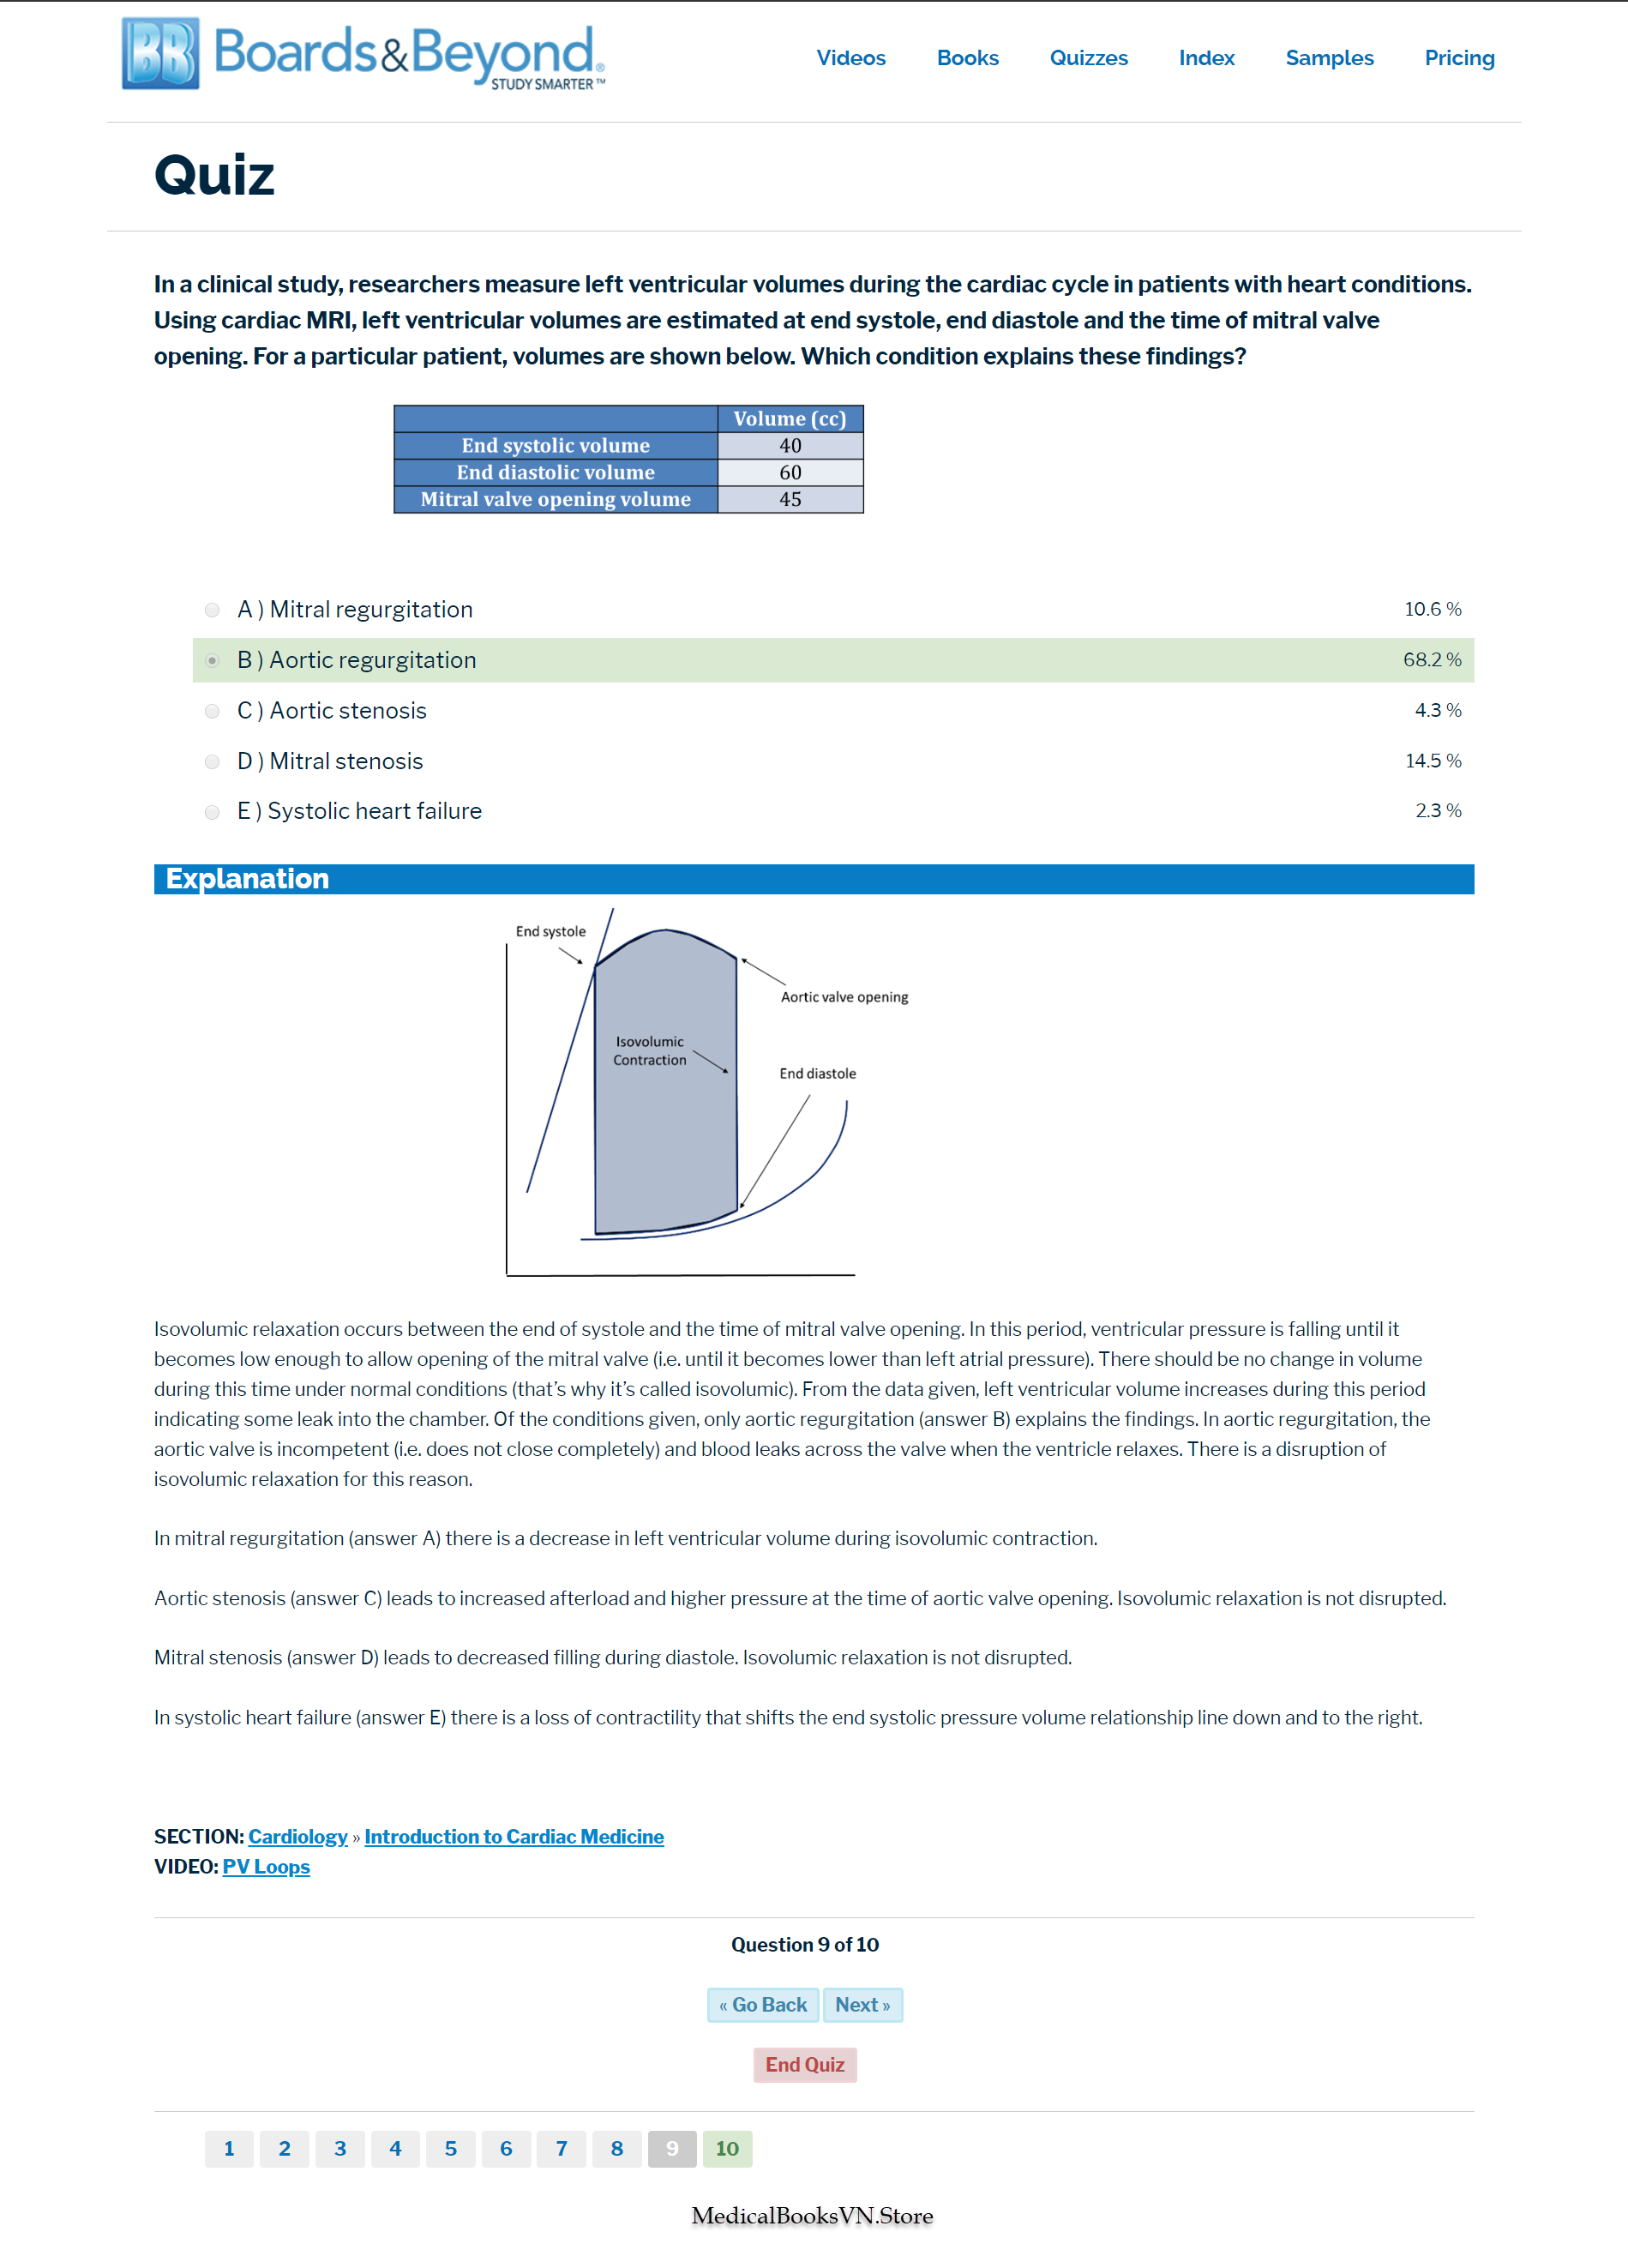 BB Boards&Beyond®
STUDY SMARTER™
Videos Books Quizzes Index Samples Pricing
Quiz
In a clinical study, researchers measure left ventricular volumes during the cardiac cycle in patients with heart conditions.
Using cardiac MRI, left ventricular volumes are estimated at end systole, end diastole and the time of mitral valve
opening. For a particular patient, volumes are shown below. Which condition explains these findings?
Volume (cc)
End systolic volume 40
End diastolic volume 60
Mitral valve opening volume 45
A ) Mitral regurgitation 10.6 %
B ) Aortic regurgitation 68.2 %
C ) Aortic stenosis 4.3 %
D ) Mitral stenosis 14.5 %
E ) Systolic heart failure 2.3 %
Explanation
End systole
Aortic valve opening
Isovolumic
Contraction
End diastole
Isovolumic relaxation occurs between the end of systole and the time of mitral valve opening. In this period, ventricular pressure is falling until it
becomes low enough to allow opening of the mitral valve (i.e. until it becomes lower than left atrial pressure). There should be no change in volume
during this time under normal conditions (that's why it's called isovolumic). From the data given, left ventricular volume increases during this period
indicating some leak into the chamber. Of the conditions given, only aortic regurgitation (answer B) explains the findings. In aortic regurgitation, the
aortic valve is incompetent (i.e. does not close completely) and blood leaks across the valve when the ventricle relaxes. There is a disruption of
isovolumic relaxation for this reason.
In mitral regurgitation (answer A) there is a decrease in left ventricular volume during isovolumic contraction.
Aortic stenosis (answer C) leads to increased afterload and higher pressure at the time of aortic valve opening. Isovolumic relaxation is not disrupted.
Mitral stenosis (answer D) leads to decreased filling during diastole. Isovolumic relaxation is not disrupted.
In systolic heart failure (answer E) there is a loss of contractility that shifts the end systolic pressure volume relationship line down and to the right.
SECTION: Cardiology » Introduction to Cardiac Medicine
VIDEO: PV Loops
Question 9 of 10
« Go Back Next »
End Quiz
1 2 3 4 5 6 7 8 9 10
MedicalBooksVN.Store